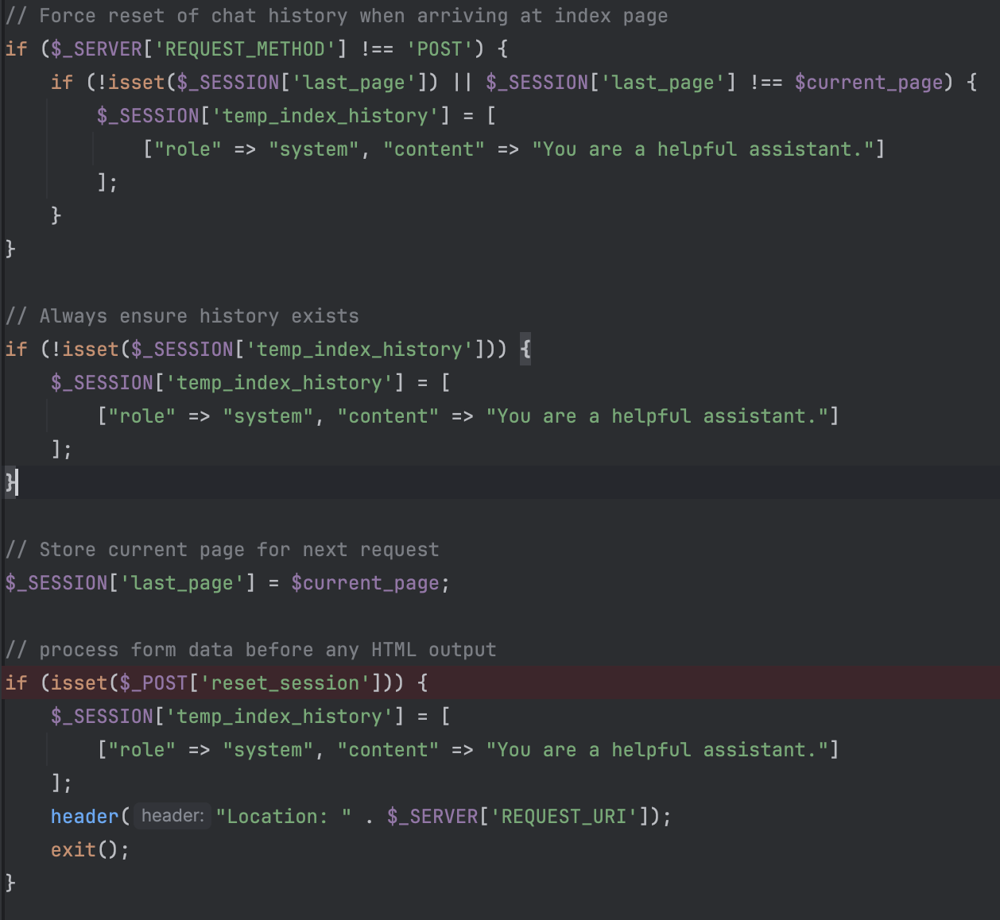 // Force reset of chat history when arriving at index page
if ($_SERVER['REQUEST_METHOD'] !== 'POST') {
    if (!isset($_SESSION['last_page']) || $_SESSION['last_page'] !== $current_page) {
        $_SESSION['temp_index_history'] = [
            ["role" => "system", "content" => "You are a helpful assistant."]
        ];
    }
}
// Always ensure history exists
if (!isset($_SESSION['temp_index_history'])) {
    $_SESSION['temp_index_history'] = [
        ["role" => "system", "content" => "You are a helpful assistant."]
    ];
}
// Store current page for next request
$_SESSION['last_page'] = $current_page;
// process form data before any HTML output
if (isset($_POST['reset_session'])) {
    $_SESSION['temp_index_history'] = [
        ["role" => "system", "content" => "You are a helpful assistant."]
    ];
    header( header: "Location: " . $_SERVER['REQUEST_URI']);
    exit();
}